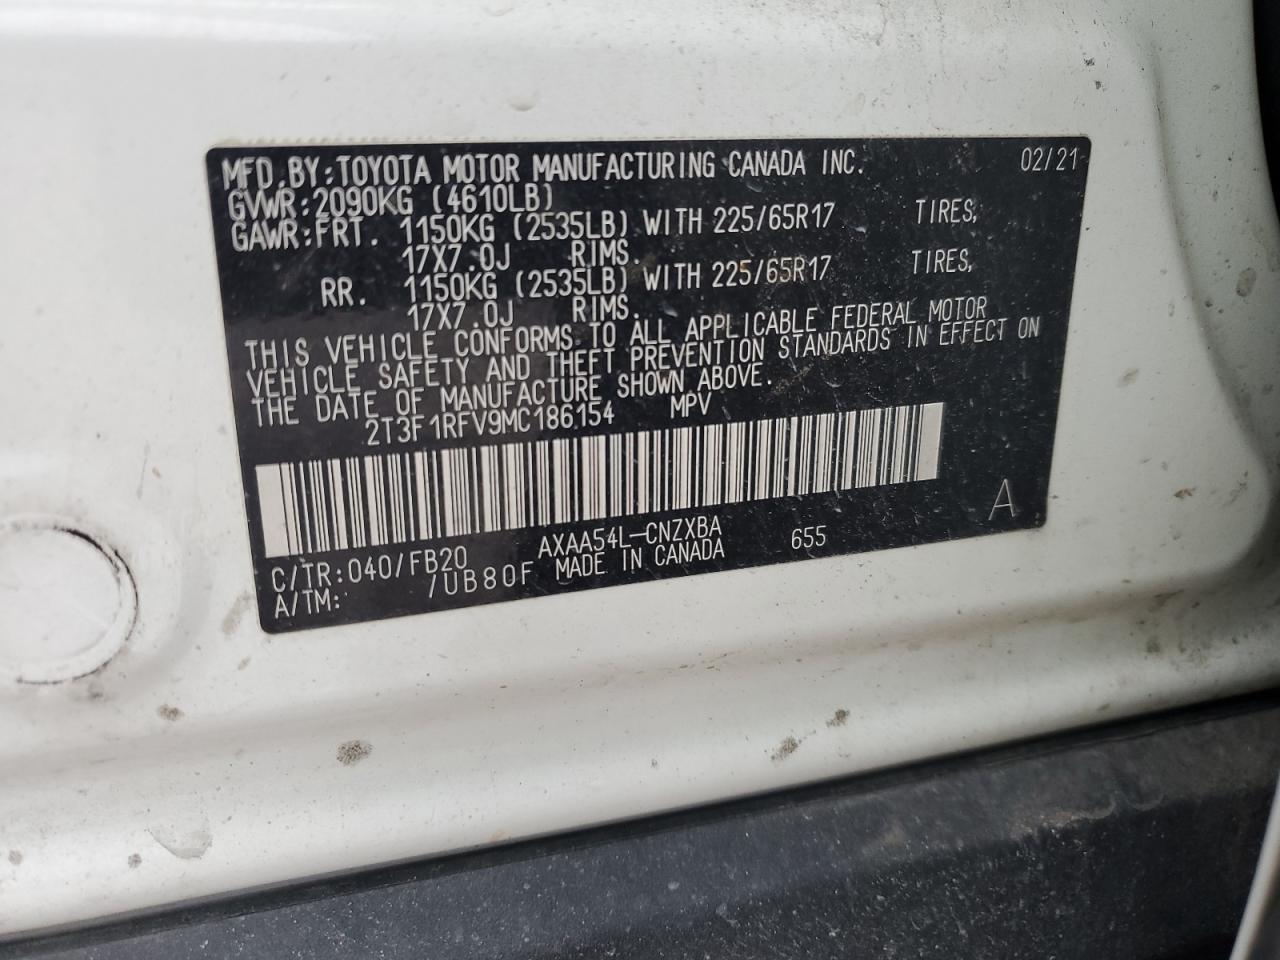 MFD.BY:TOYOTA MOTOR MANUFACTURING CANADA INC. 02/21
GVWR:2090KG (4610LB)
GAWR:FRT. 1150KG (2535LB) WITH 225/65R17 TIRES,
17X7.0J RIMS.
RR. 1150KG (2535LB) WITH 225/65R17 TIRES,
17X7.0J RIMS.
THIS VEHICLE CONFORMS TO ALL APPLICABLE FEDERAL MOTOR
VEHICLE SAFETY AND THEFT PREVENTION STANDARDS IN EFFECT ON
THE DATE OF MANUFACTURE SHOWN ABOVE.
2T3F1RFV9MC186154 MPV
C/TR:040/FB20 AXAA54L-CNZXBA 655 A
A/TM: /UB80F MADE IN CANADA